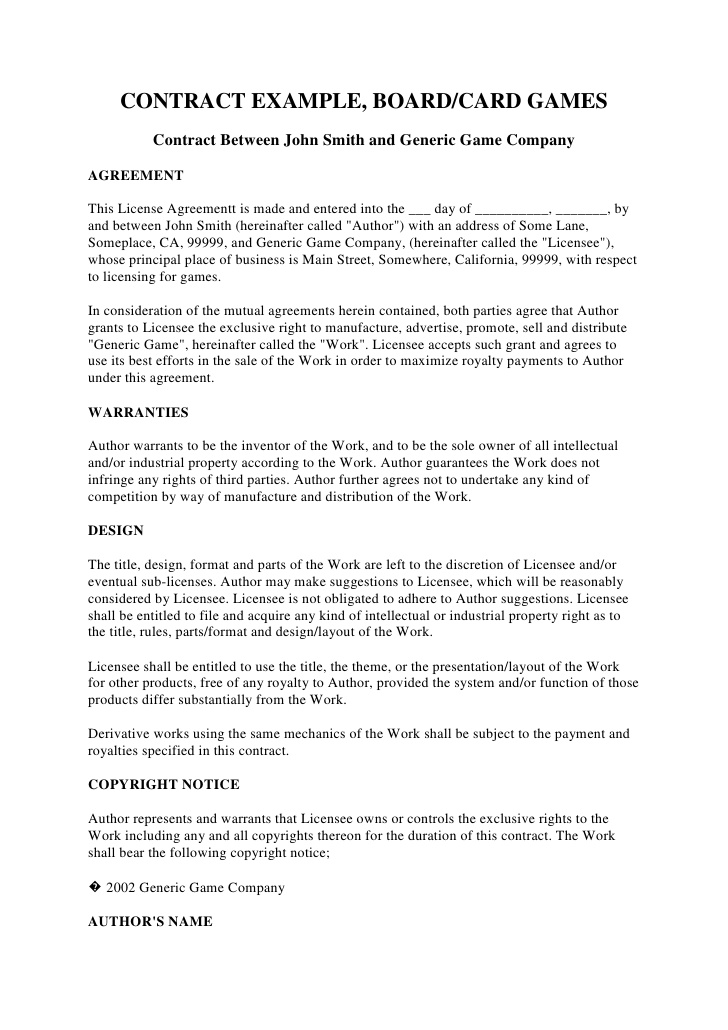 CONTRACT EXAMPLE, BOARD/CARD GAMES
Contract Between John Smith and Generic Game Company
AGREEMENT
This License Agreementt is made and entered into the ___ day of __________, _______, by
and between John Smith (hereinafter called "Author") with an address of Some Lane,
Someplace, CA, 99999, and Generic Game Company, (hereinafter called the "Licensee"),
whose principal place of business is Main Street, Somewhere, California, 99999, with respect
to licensing for games.
In consideration of the mutual agreements herein contained, both parties agree that Author
grants to Licensee the exclusive right to manufacture, advertise, promote, sell and distribute
"Generic Game", hereinafter called the "Work". Licensee accepts such grant and agrees to
use its best efforts in the sale of the Work in order to maximize royalty payments to Author
under this agreement.
WARRANTIES
Author warrants to be the inventor of the Work, and to be the sole owner of all intellectual
and/or industrial property according to the Work. Author guarantees the Work does not
infringe any rights of third parties. Author further agrees not to undertake any kind of
competition by way of manufacture and distribution of the Work.
DESIGN
The title, design, format and parts of the Work are left to the discretion of Licensee and/or
eventual sub-licenses. Author may make suggestions to Licensee, which will be reasonably
considered by Licensee. Licensee is not obligated to adhere to Author suggestions. Licensee
shall be entitled to file and acquire any kind of intellectual or industrial property right as to
the title, rules, parts/format and design/layout of the Work.
Licensee shall be entitled to use the title, the theme, or the presentation/layout of the Work
for other products, free of any royalty to Author, provided the system and/or function of those
products differ substantially from the Work.
Derivative works using the same mechanics of the Work shall be subject to the payment and
royalties specified in this contract.
COPYRIGHT NOTICE
Author represents and warrants that Licensee owns or controls the exclusive rights to the
Work including any and all copyrights thereon for the duration of this contract. The Work
shall bear the following copyright notice;
� 2002 Generic Game Company
AUTHOR'S NAME